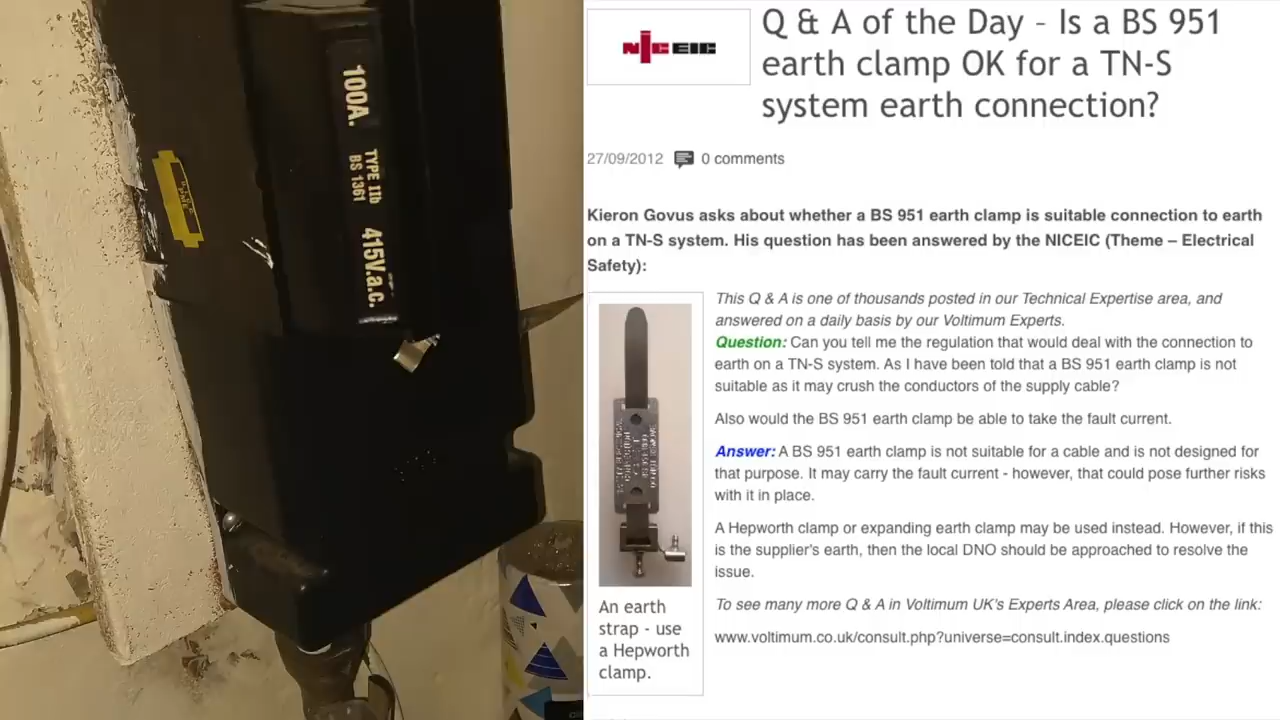 100A.
TYPE IIb
BS 1361
415V.a.c.
NICEIC
Q & A of the Day - Is a BS 951
earth clamp OK for a TN-S
system earth connection?
27/09/2012
0 comments
Kieron Govus asks about whether a BS 951 earth clamp is suitable connection to earth
on a TN-S system. His question has been answered by the NICEIC (Theme – Electrical
Safety):
This Q & A is one of thousands posted in our Technical Expertise area, and
answered on a daily basis by our Voltimum Experts.
Question: Can you tell me the regulation that would deal with the connection to
earth on a TN-S system. As I have been told that a BS 951 earth clamp is not
suitable as it may crush the conductors of the supply cable?
Also would the BS 951 earth clamp be able to take the fault current.
Answer: A BS 951 earth clamp is not suitable for a cable and is not designed for
that purpose. It may carry the fault current - however, that could pose further risks
with it in place.
A Hepworth clamp or expanding earth clamp may be used instead. However, if this
is the supplier's earth, then the local DNO should be approached to resolve the
issue.
To see many more Q & A in Voltimum UK's Experts Area, please click on the link:
www.voltimum.co.uk/consult.php?universe=consult.index.questions
An earth
strap - use
a Hepworth
clamp.